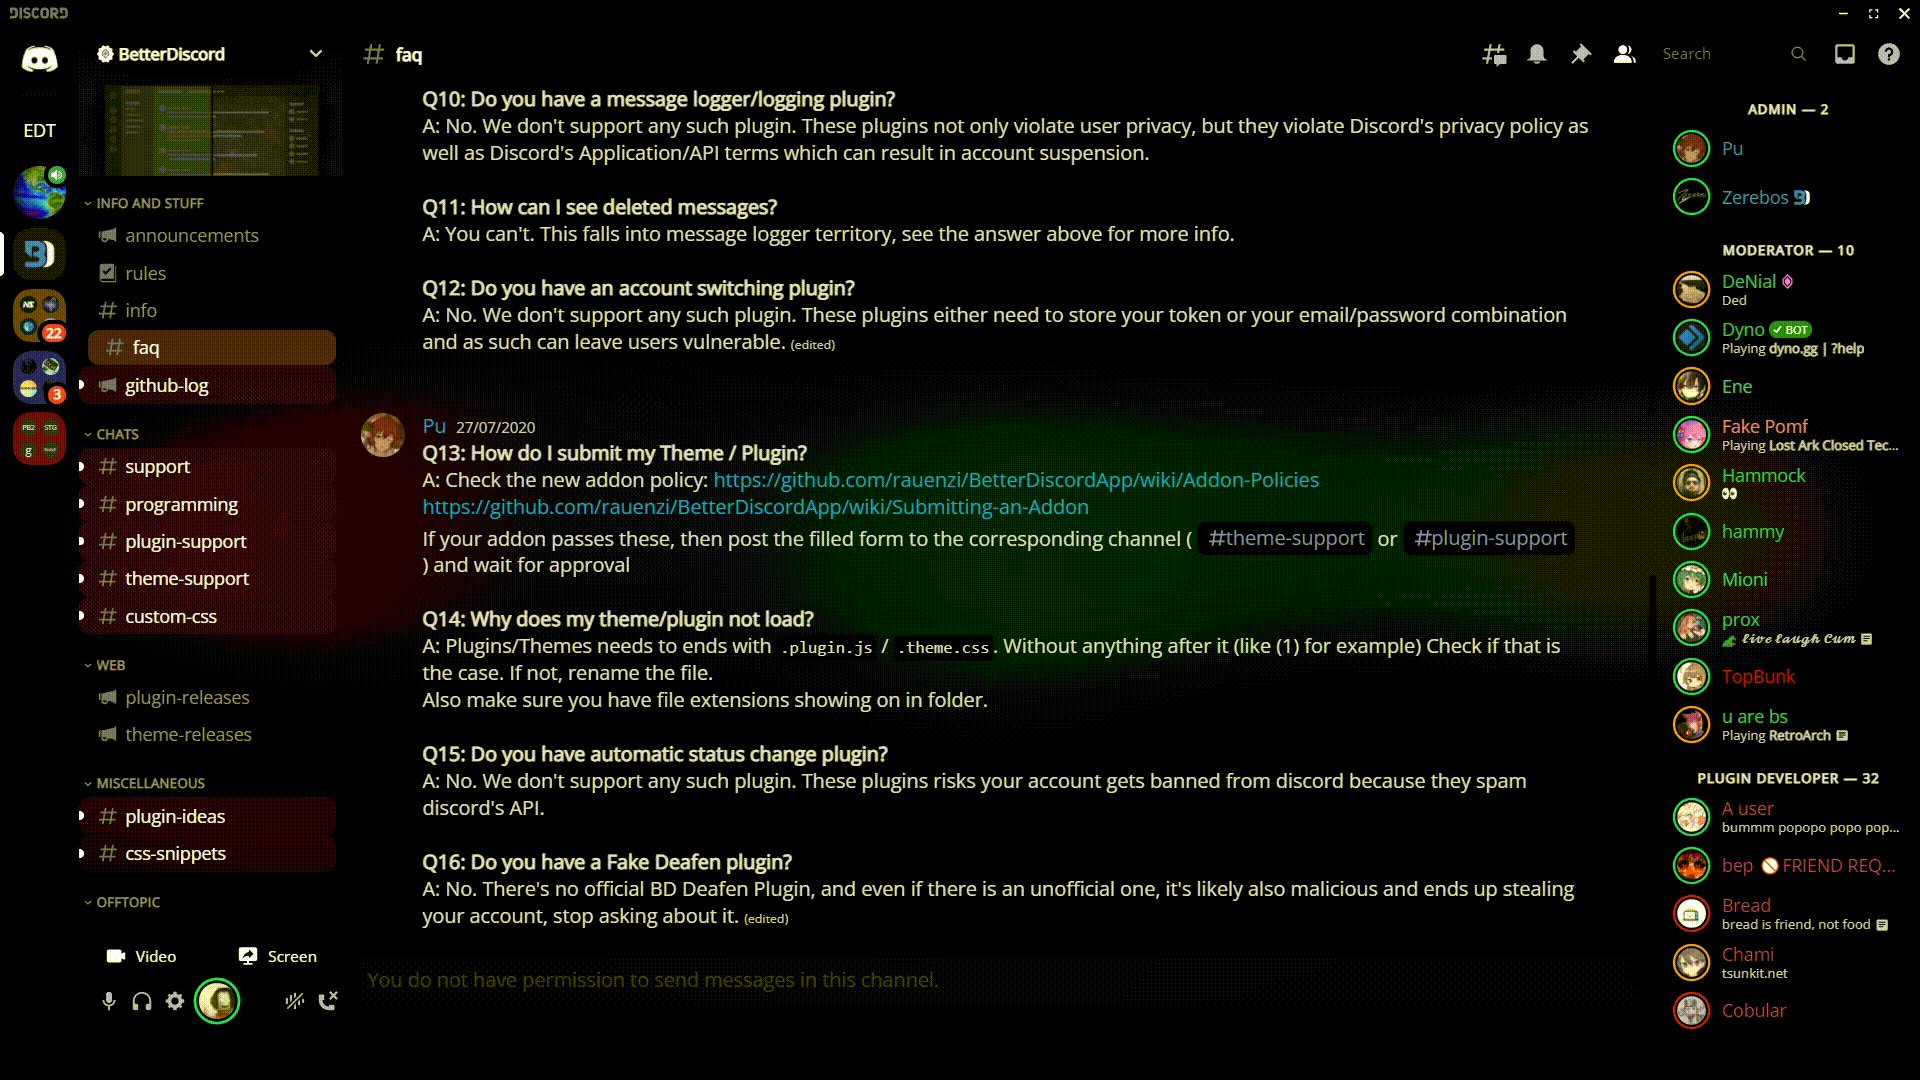 DISCORD
BetterDiscord
EDT
22
3
PB2
STG
g
INFO AND STUFF
announcements
rules
info
faq
github-log
CHATS
support
programming
plugin-support
theme-support
custom-css
WEB
plugin-releases
theme-releases
MISCELLANEOUS
plugin-ideas
css-snippets
OFFTOPIC
Video
Screen
# faq
Search
Q10: Do you have a message logger/logging plugin?
A: No. We don't support any such plugin. These plugins not only violate user privacy, but they violate Discord's privacy policy as
well as Discord's Application/API terms which can result in account suspension.
Q11: How can I see deleted messages?
A: You can't. This falls into message logger territory, see the answer above for more info.
Q12: Do you have an account switching plugin?
A: No. We don't support any such plugin. These plugins either need to store your token or your email/password combination
and as such can leave users vulnerable. (edited)
Pu 27/07/2020
Q13: How do I submit my Theme / Plugin?
A: Check the new addon policy: https://github.com/rauenzi/BetterDiscordApp/wiki/Addon-Policies
https://github.com/rauenzi/BetterDiscordApp/wiki/Submitting-an-Addon
If your addon passes these, then post the filled form to the corresponding channel ( #theme-support or #plugin-support
) and wait for approval
Q14: Why does my theme/plugin not load?
A: Plugins/Themes needs to ends with .plugin.js / .theme.css. Without anything after it (like (1) for example) Check if that is
the case. If not, rename the file.
Also make sure you have file extensions showing on in folder.
Q15: Do you have automatic status change plugin?
A: No. We don't support any such plugin. These plugins risks your account gets banned from discord because they spam
discord's API.
Q16: Do you have a Fake Deafen plugin?
A: No. There's no official BD Deafen Plugin, and even if there is an unofficial one, it's likely also malicious and ends up stealing
your account, stop asking about it. (edited)
You do not have permission to send messages in this channel.
ADMIN — 2
Pu
Zerebos
MODERATOR — 10
DeNial
Ded
Dyno ✓ BOT
Playing dyno.gg | ?help
Ene
Fake Pomf
Playing Lost Ark Closed Tec...
Hammock
👀
hammy
Mioni
prox
𝓵𝓲𝓿𝓮 𝓵𝓪𝓾𝓰𝓱 𝓒𝓾𝓶
TopBunk
u are bs
Playing RetroArch
PLUGIN DEVELOPER — 32
A user
bummm popopo popo pop...
bep 🚫 FRIEND REQ...
Bread
bread is friend, not food
Chami
tsunkit.net
Cobular